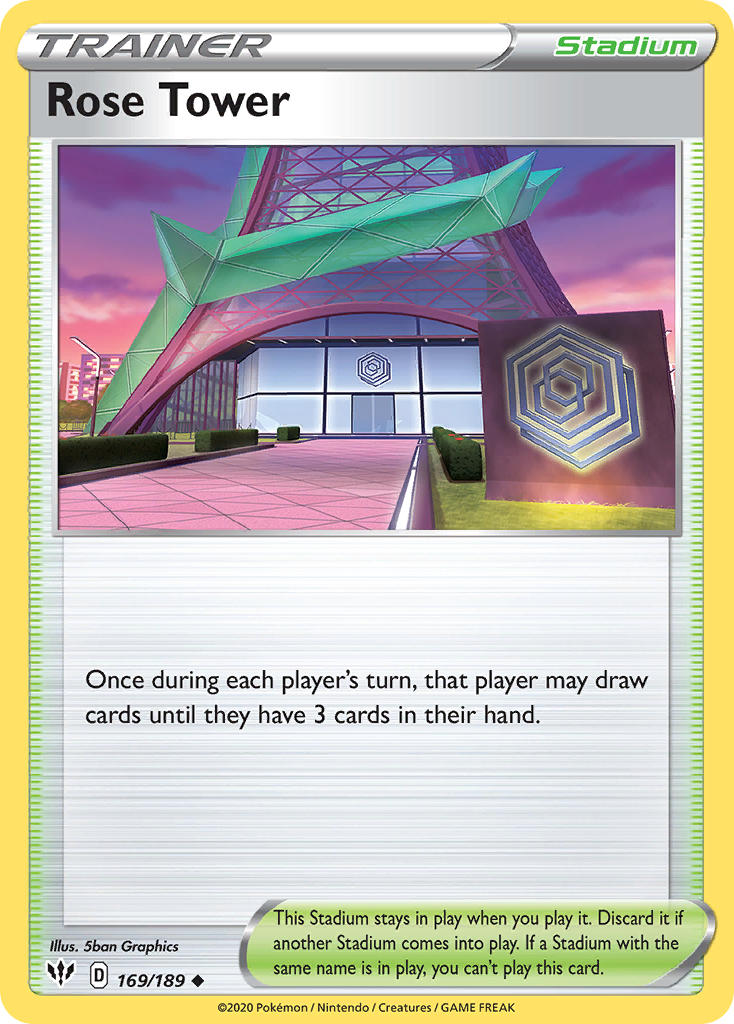 TRAINER Stadium
Rose Tower
Once during each player's turn, that player may draw
cards until they have 3 cards in their hand.
This Stadium stays in play when you play it. Discard it if
another Stadium comes into play. If a Stadium with the
same name is in play, you can't play this card.
Illus. 5ban Graphics
D 169/189
©2020 Pokémon / Nintendo / Creatures / GAME FREAK